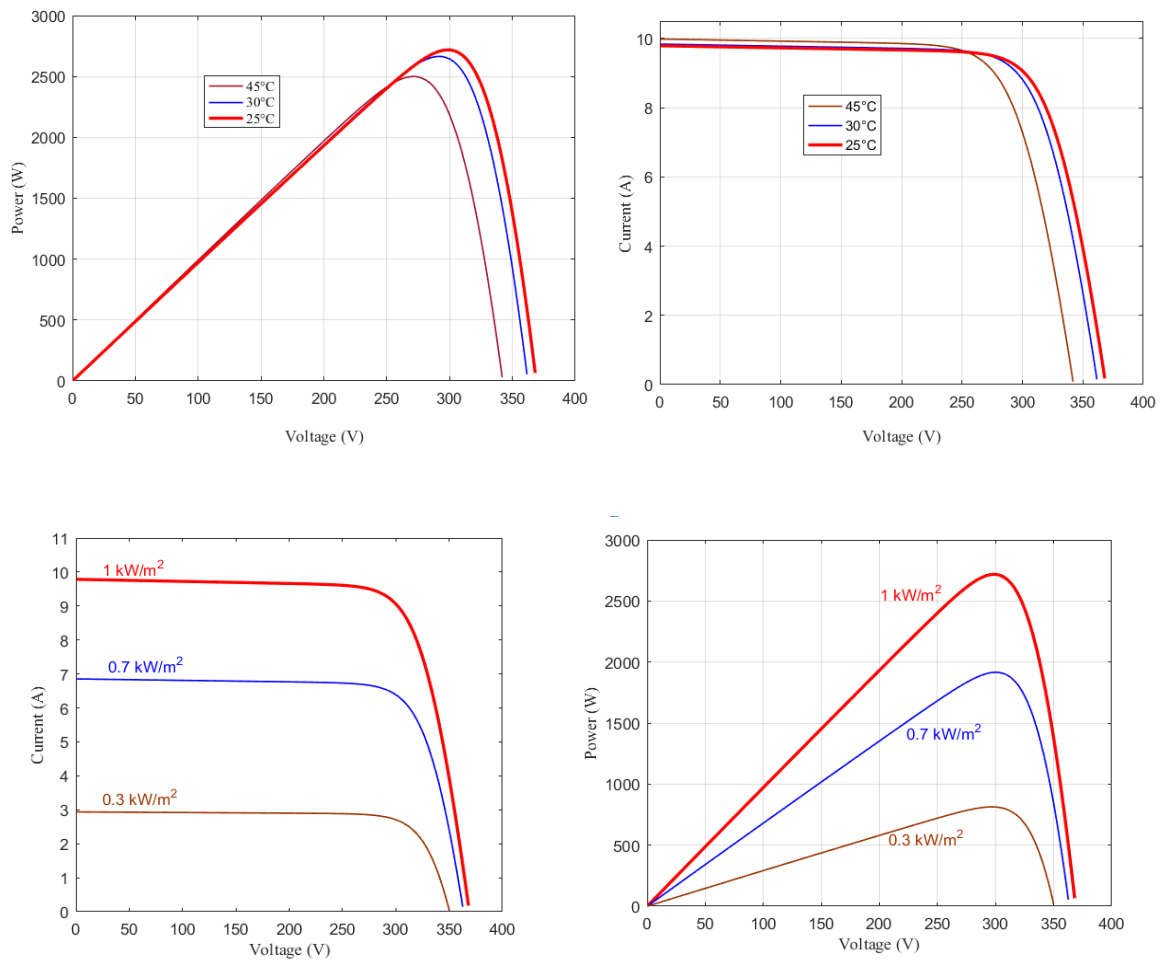 3000
2500
2000
1500
1000
500
0
Power (W)
45°C
30°C
25°C
0 50 100 150 200 250 300 350 400
Voltage (V)
10
8
6
4
2
0
Current (A)
45°C
30°C
25°C
0 50 100 150 200 250 300 350 400
Voltage (V)
11
10
9
8
7
6
5
4
3
2
1
0
Current (A)
1 kW/m²
0.7 kW/m²
0.3 kW/m²
0 50 100 150 200 250 300 350 400
Voltage (V)
3000
2500
2000
1500
1000
500
0
Power (W)
1 kW/m²
0.7 kW/m²
0.3 kW/m²
0 50 100 150 200 250 300 350 400
Voltage (V)